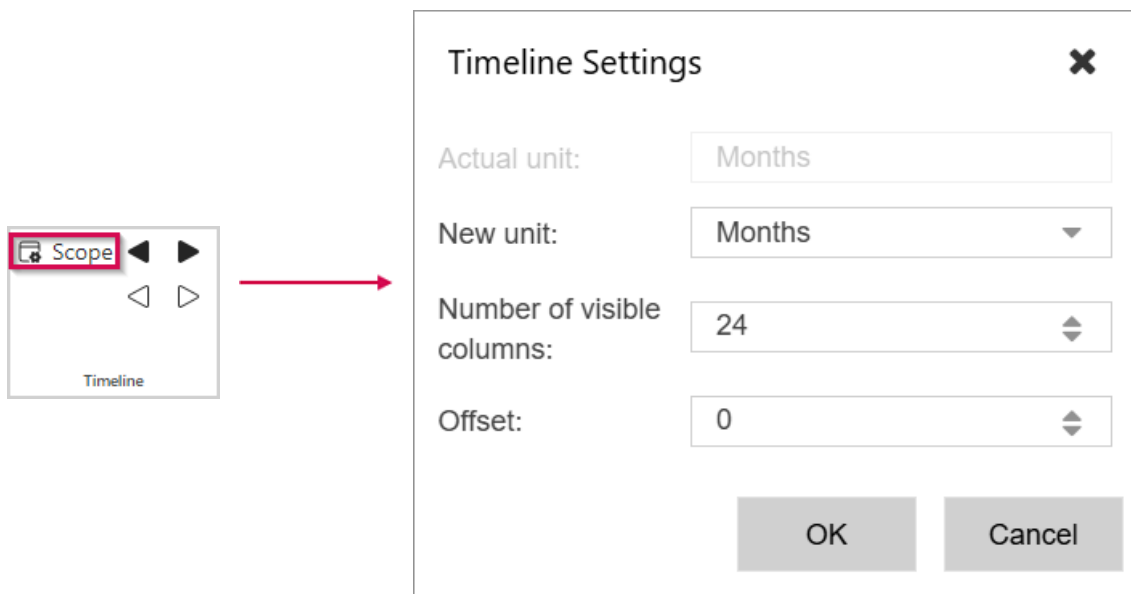 Scope
Timeline
Timeline Settings
Actual unit: Months
New unit: Months
Number of visible
columns: 24
Offset: 0
OK Cancel